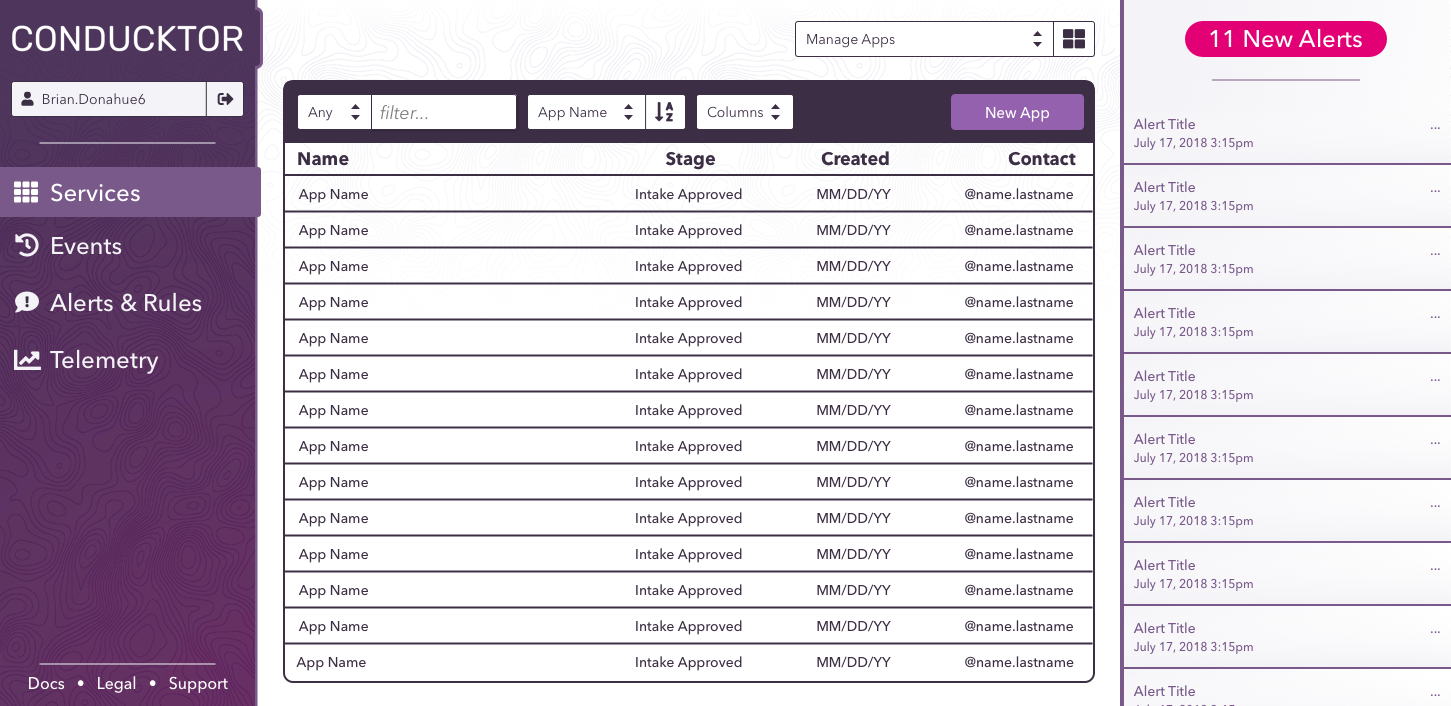 CONDUCKTOR
Brian.Donahue6
Services
Events
Alerts & Rules
Telemetry
Docs • Legal • Support
Manage Apps
Any filter... App Name Columns New App
Name Stage Created Contact
App Name Intake Approved MM/DD/YY @name.lastname
App Name Intake Approved MM/DD/YY @name.lastname
App Name Intake Approved MM/DD/YY @name.lastname
App Name Intake Approved MM/DD/YY @name.lastname
App Name Intake Approved MM/DD/YY @name.lastname
App Name Intake Approved MM/DD/YY @name.lastname
App Name Intake Approved MM/DD/YY @name.lastname
App Name Intake Approved MM/DD/YY @name.lastname
App Name Intake Approved MM/DD/YY @name.lastname
App Name Intake Approved MM/DD/YY @name.lastname
App Name Intake Approved MM/DD/YY @name.lastname
App Name Intake Approved MM/DD/YY @name.lastname
App Name Intake Approved MM/DD/YY @name.lastname
App Name Intake Approved MM/DD/YY @name.lastname
11 New Alerts
Alert Title ...
July 17, 2018 3:15pm
Alert Title ...
July 17, 2018 3:15pm
Alert Title ...
July 17, 2018 3:15pm
Alert Title ...
July 17, 2018 3:15pm
Alert Title ...
July 17, 2018 3:15pm
Alert Title ...
July 17, 2018 3:15pm
Alert Title ...
July 17, 2018 3:15pm
Alert Title ...
July 17, 2018 3:15pm
Alert Title ...
July 17, 2018 3:15pm
Alert Title ...